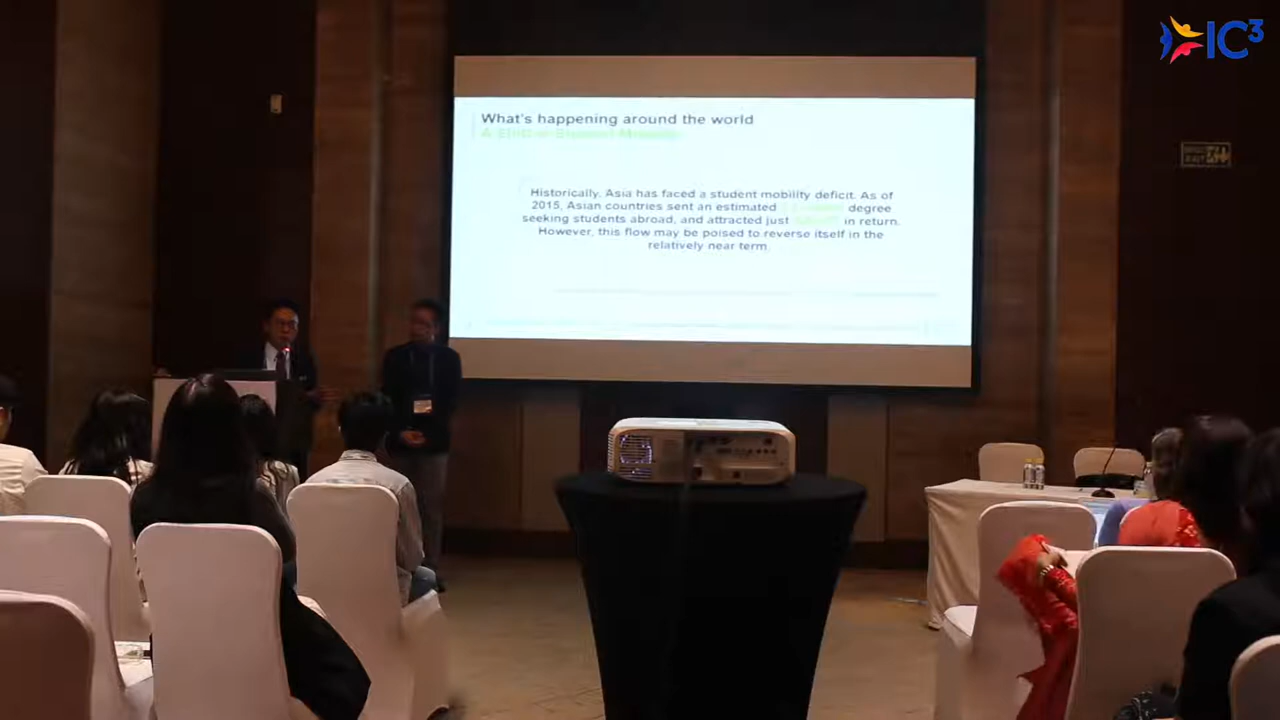 IC3
What's happening around the world
Historically, Asia has faced a student mobility deficit. As of
2015, Asian countries sent an estimated degree
seeking students abroad, and attracted just in return.
However, this flow may be poised to reverse itself in the
relatively near term.
EXIT